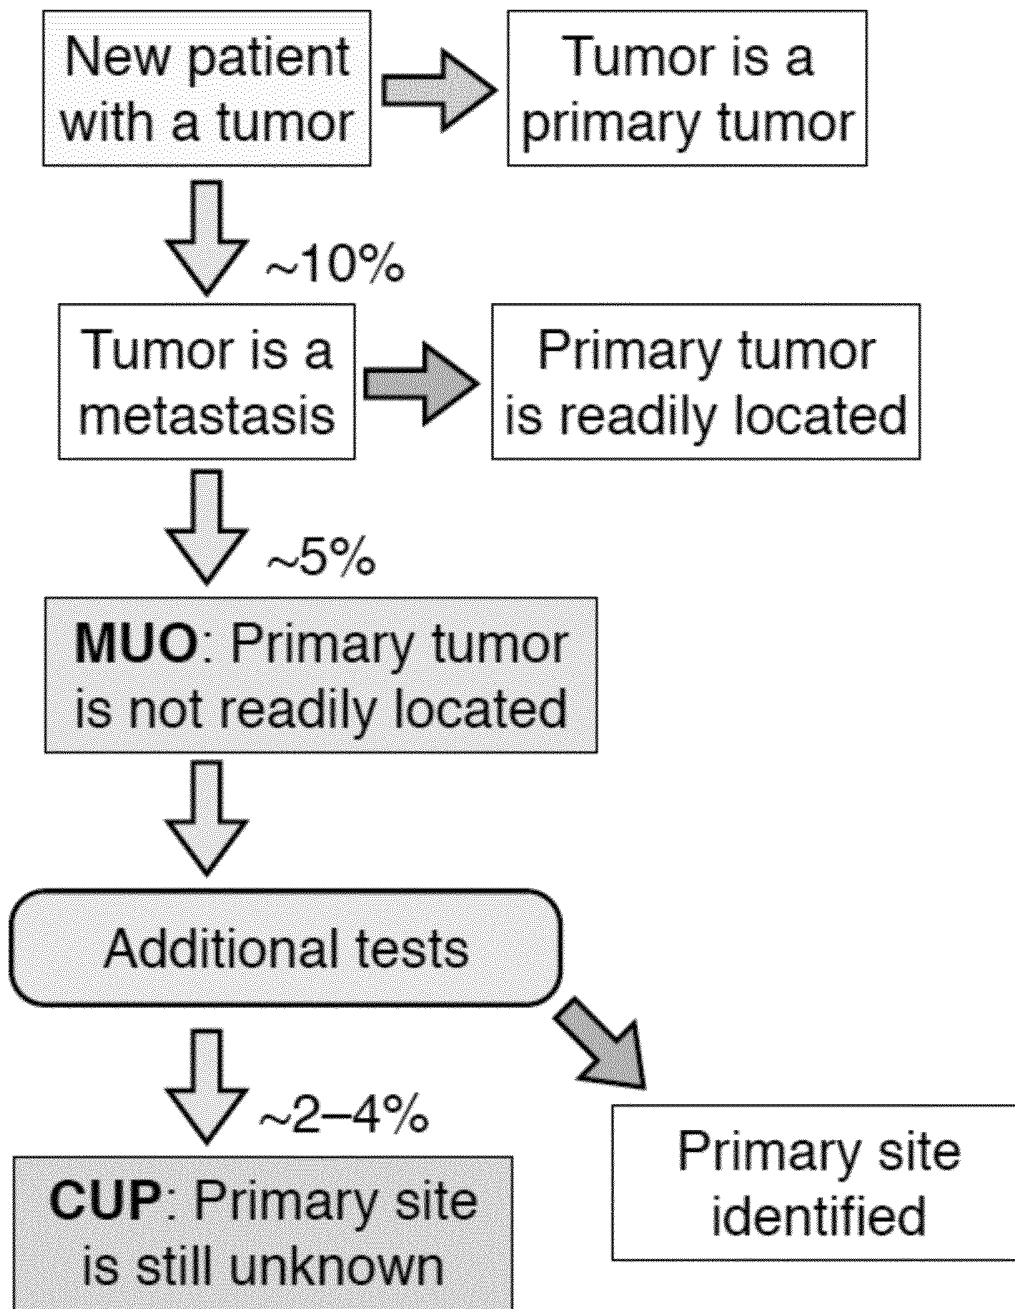 New patient
with a tumor
Tumor is a
primary tumor
~10%
Tumor is a
metastasis
Primary tumor
is readily located
~5%
MUO: Primary tumor
is not readily located
Additional tests
~2–4%
CUP: Primary site
is still unknown
Primary site
identified